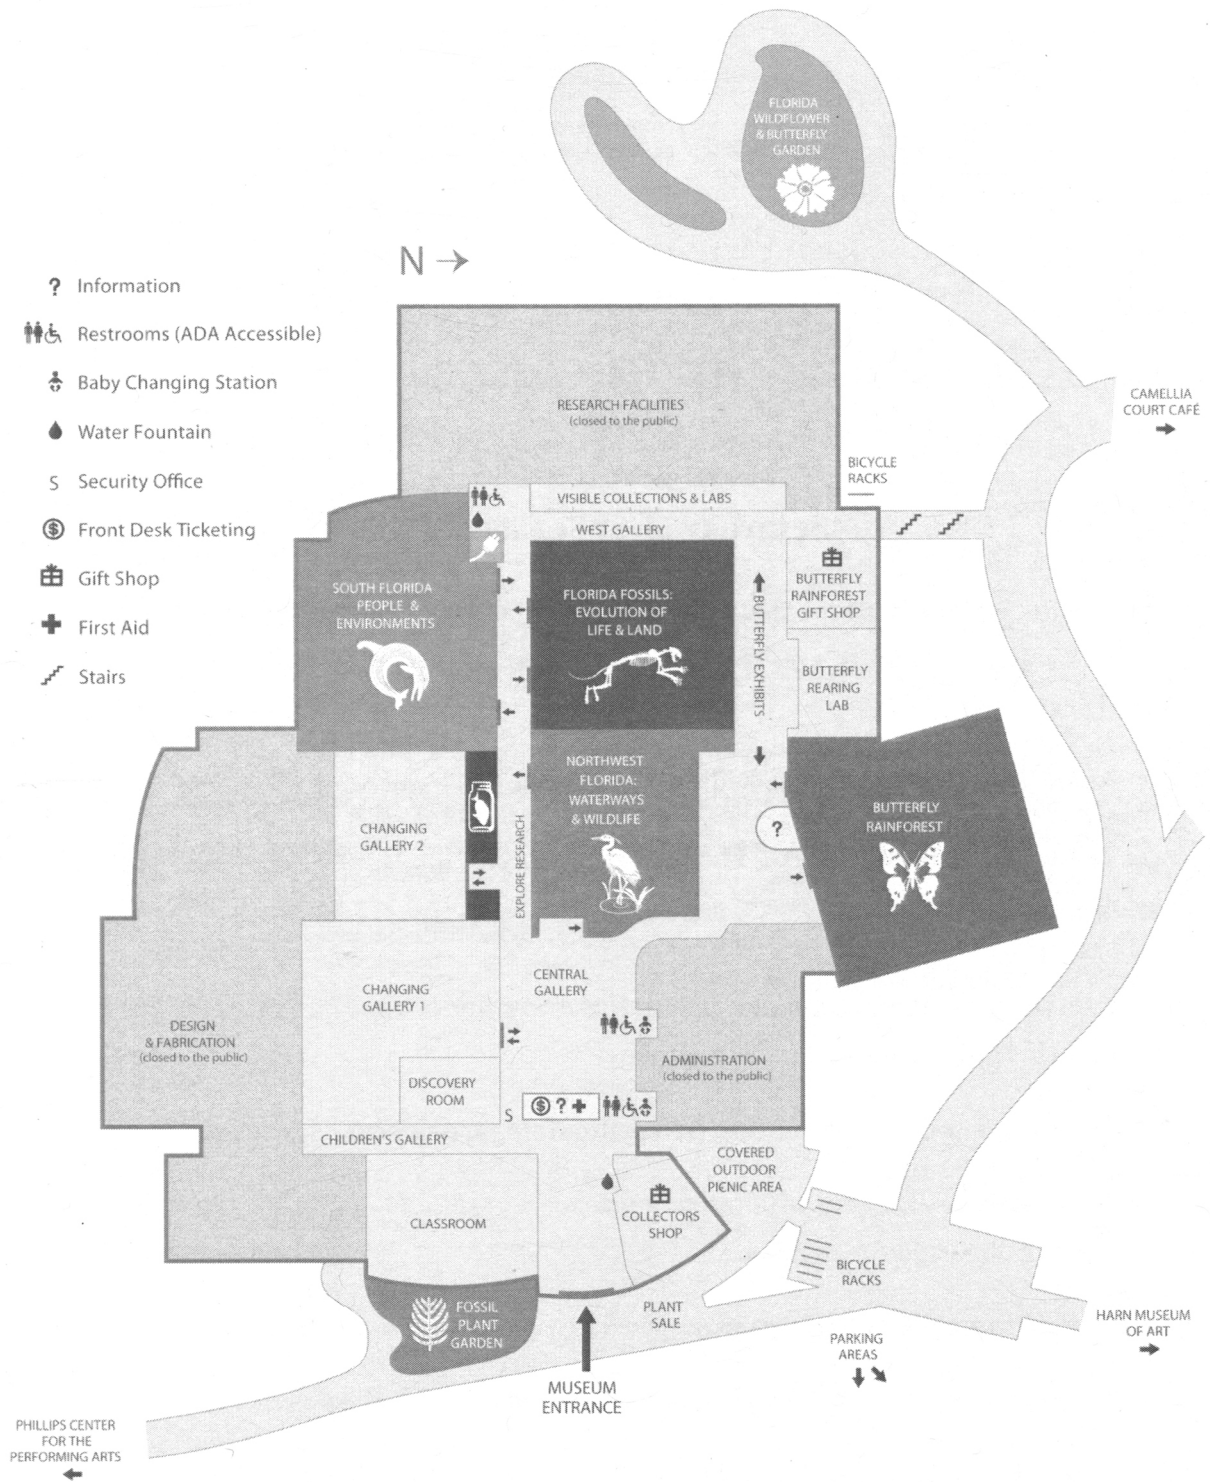 FLORIDA
WILDFLOWER
& BUTTERFLY
GARDEN
N
? Information
Restrooms (ADA Accessible)
Baby Changing Station
Water Fountain
S Security Office
$ Front Desk Ticketing
Gift Shop
First Aid
Stairs
CAMELLIA
COURT CAFÉ
RESEARCH FACILITIES
(closed to the public)
BICYCLE
RACKS
VISIBLE COLLECTIONS & LABS
WEST GALLERY
SOUTH FLORIDA
PEOPLE &
ENVIRONMENTS
FLORIDA FOSSILS:
EVOLUTION OF
LIFE & LAND
BUTTERFLY EXHIBITS
BUTTERFLY
RAINFOREST
GIFT SHOP
BUTTERFLY
REARING
LAB
NORTHWEST
FLORIDA:
WATERWAYS
& WILDLIFE
BUTTERFLY
RAINFOREST
?
CHANGING
GALLERY 2
EXPLORE RESEARCH
CENTRAL
GALLERY
CHANGING
GALLERY 1
DESIGN
& FABRICATION
(closed to the public)
ADMINISTRATION
(closed to the public)
DISCOVERY
ROOM
S
$ ?
CHILDREN'S GALLERY
COVERED
OUTDOOR
PICNIC AREA
CLASSROOM
COLLECTORS
SHOP
BICYCLE
RACKS
FOSSIL
PLANT
GARDEN
PLANT
SALE
HARN MUSEUM
OF ART
PARKING
AREAS
MUSEUM
ENTRANCE
PHILLIPS CENTER
FOR THE
PERFORMING ARTS